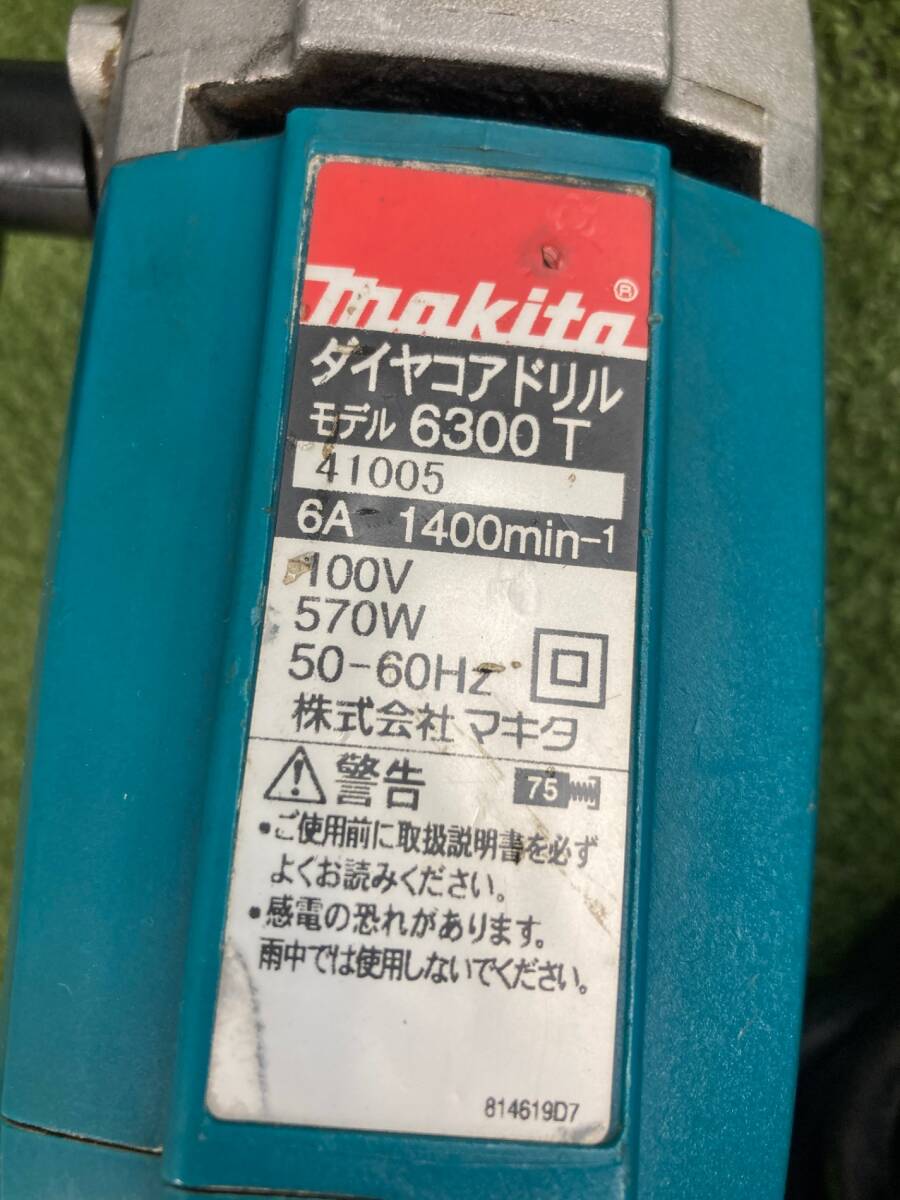 makita®
ダイヤコアドリル
モデル 6300T
41005
6A 1400min-1
100V
570W
50-60Hz
株式会社 マキタ
警告 75
•ご使用前に取扱説明書を必ず
よくお読みください。
•感電の恐れがあります。
雨中では使用しないでください。
814619D7